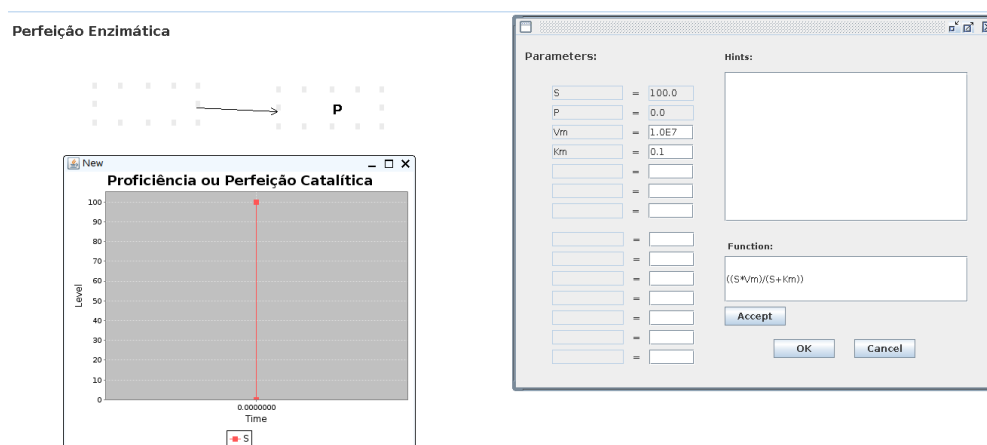 Perfeição Enzimática
P
New
Proficiência ou Perfeição Catalítica
Level
100
90
80
70
60
50
40
30
20
10
0
0.0000000
Time
S
Parameters:
S = 100.0
P = 0.0
Vm = 1.0E7
Km = 0.1
=
=
=
=
=
=
=
=
=
=
Hints:
Function:
((S*Vm)/(S+Km))
Accept
OK Cancel